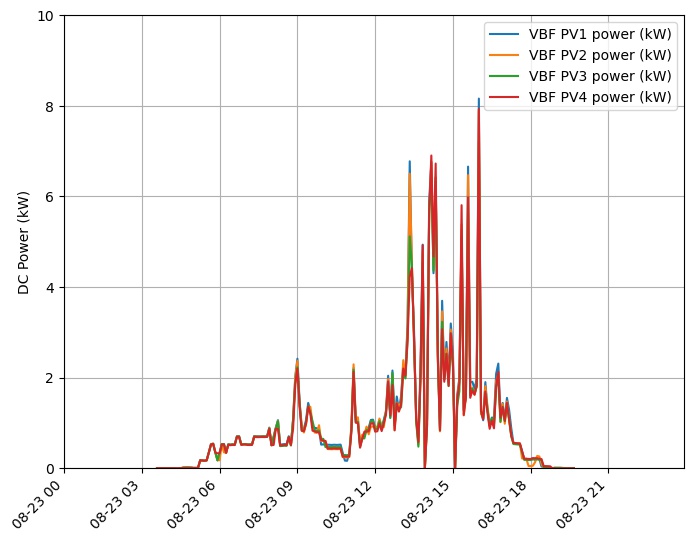 VBF PV1 power (kW)
VBF PV2 power (kW)
VBF PV3 power (kW)
VBF PV4 power (kW)
DC Power (kW)
10
8
6
4
2
0
08-23 00
08-23 03
08-23 06
08-23 09
08-23 12
08-23 15
08-23 18
08-23 21